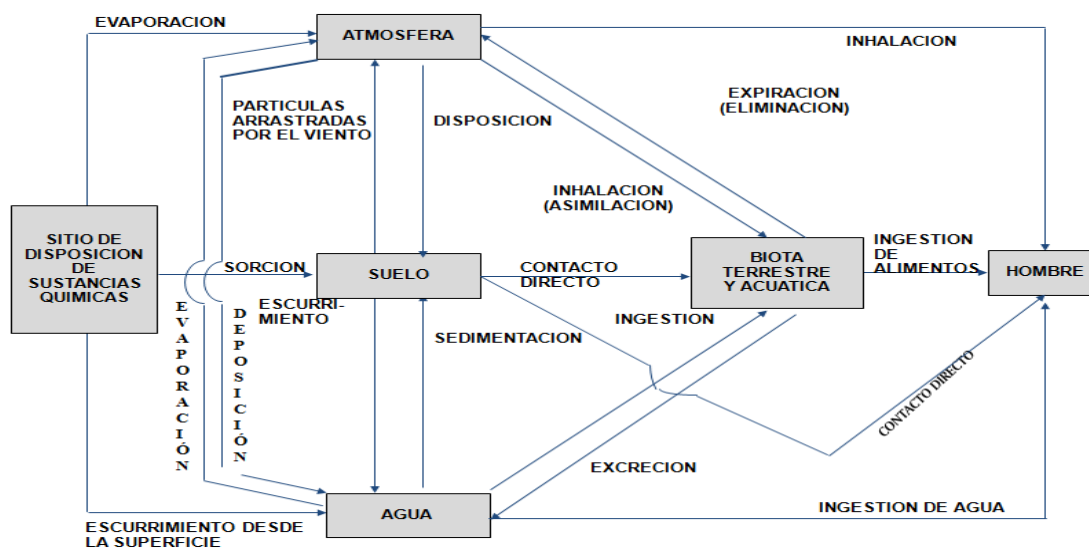 EVAPORACION
ATMOSFERA
INHALACION
EXPIRACION
(ELIMINACION)
PARTICULAS
ARRASTRADAS
POR EL VIENTO
DISPOSICION
INHALACION
(ASIMILACION)
SITIO DE
DISPOSICION
DE
SUSTANCIAS
QUIMICAS
SORCION
SUELO
CONTACTO
DIRECTO
BIOTA
TERRESTRE
Y ACUATICA
INGESTION
DE
ALIMENTOS
HOMBRE
ESCURRI-
MIENTO
SEDIMENTACION
INGESTION
EVAPORACIÓN
DEPOSICIÓN
CONTACTO DIRECTO
EXCRECION
AGUA
INGESTION DE AGUA
ESCURRIMIENTO DESDE
LA SUPERFICIE